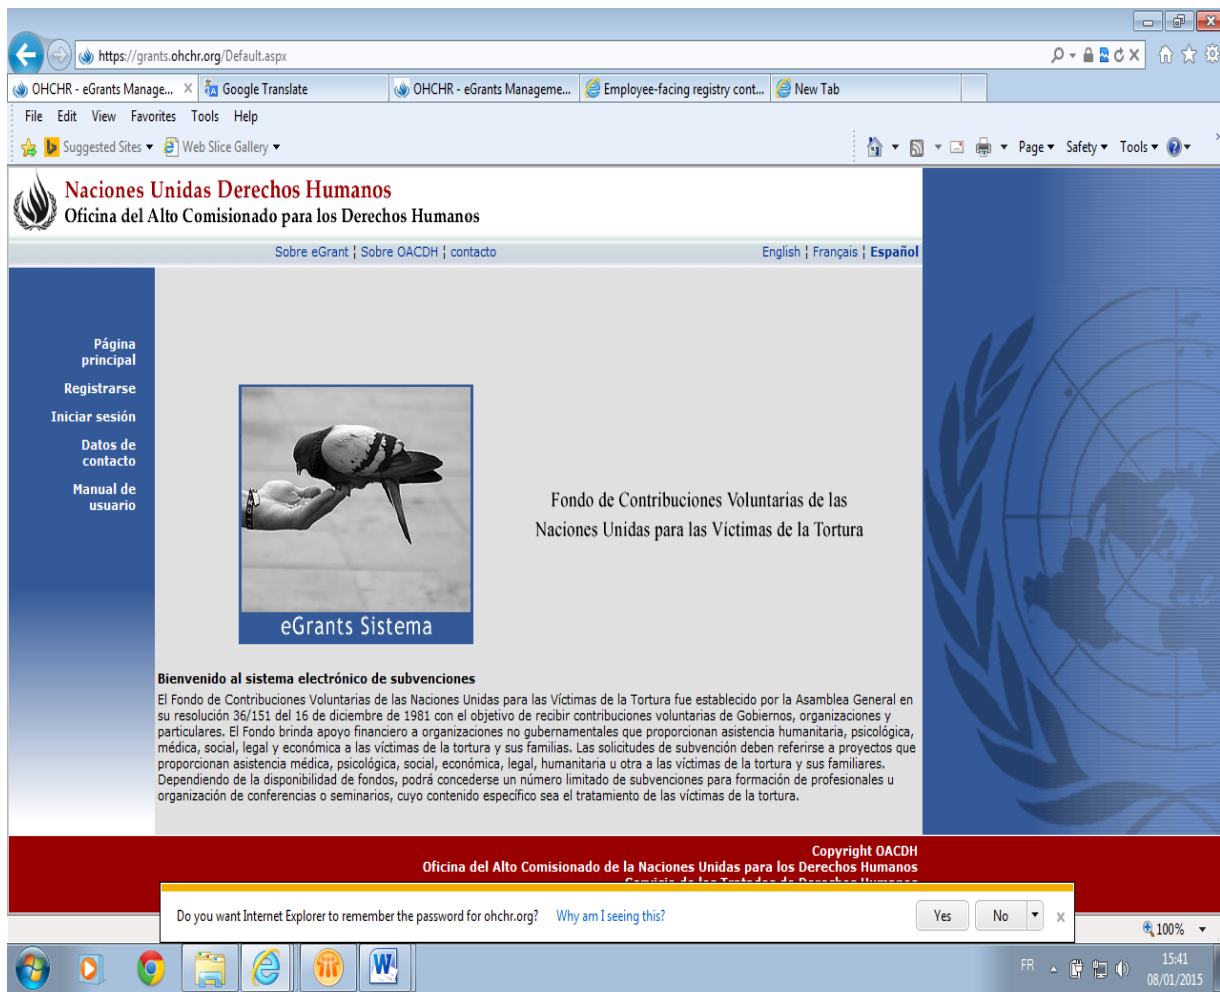 https://grants.ohchr.org/Default.aspx
OHCHR - eGrants Manage...
Google Translate
OHCHR - eGrants Manageme...
Employee-facing registry cont...
New Tab
File Edit View Favorites Tools Help
Suggested Sites
Web Slice Gallery
Page Safety Tools
Naciones Unidas Derechos Humanos
Oficina del Alto Comisionado para los Derechos Humanos
Sobre eGrant ¦ Sobre OACDH ¦ contacto
English ¦ Français ¦ Español
Página
principal
Registrarse
Iniciar sesión
Datos de
contacto
Manual de
usuario
eGrants Sistema
Fondo de Contribuciones Voluntarias de las
Naciones Unidas para las Víctimas de la Tortura
Bienvenido al sistema electrónico de subvenciones
El Fondo de Contribuciones Voluntarias de las Naciones Unidas para las Víctimas de la Tortura fue establecido por la Asamblea General en
su resolución 36/151 del 16 de diciembre de 1981 con el objetivo de recibir contribuciones voluntarias de Gobiernos, organizaciones y
particulares. El Fondo brinda apoyo financiero a organizaciones no gubernamentales que proporcionan asistencia humanitaria, psicológica,
médica, social, legal y económica a las víctimas de la tortura y sus familias. Las solicitudes de subvención deben referirse a proyectos que
proporcionan asistencia médica, psicológica, social, económica, legal, humanitaria u otra a las víctimas de la tortura y sus familiares.
Dependiendo de la disponibilidad de fondos, podrá concederse un número limitado de subvenciones para formación de profesionales u
organización de conferencias o seminarios, cuyo contenido específico sea el tratamiento de las víctimas de la tortura.
Copyright OACDH
Oficina del Alto Comisionado de la Naciones Unidas para los Derechos Humanos
Servicio de los Tratados de Derechos Humanos
Do you want Internet Explorer to remember the password for ohchr.org? Why am I seeing this?
Yes
No
100%
FR
15:41
08/01/2015